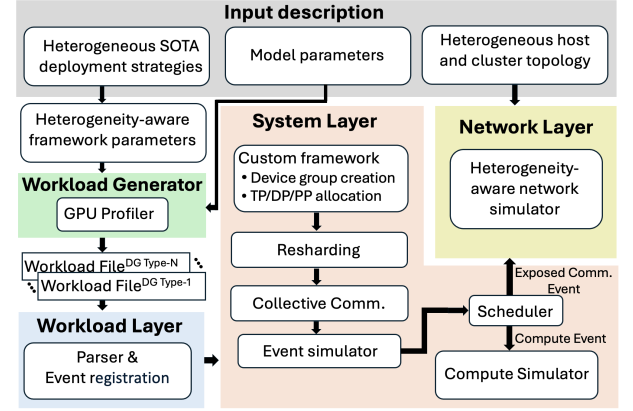 Input description
Heterogeneous SOTA
deployment strategies
Model parameters
Heterogeneous host
and cluster topology
Heterogeneity-aware
framework parameters
Workload Generator
GPU Profiler
Workload File DG Type-N
Workload File DG Type-1
Workload Layer
Parser &
Event registration
System Layer
Custom framework
• Device group creation
• TP/DP/PP allocation
Resharding
Collective Comm.
Event simulator
Network Layer
Heterogeneity-
aware network
simulator
Exposed Comm.
Event
Scheduler
Compute Event
Compute Simulator